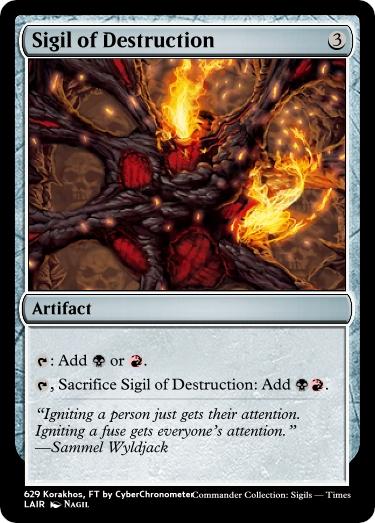 Sigil of Destruction 3
Artifact
: Add or .
, Sacrifice Sigil of Destruction: Add .
“Igniting a person just gets their attention.
Igniting a fuse gets everyone’s attention.”
—Sammel Wyldjack
629 Korakhos, FT by CyberChronometer Commander Collection: Sigils — Times
LAIR NAGIL